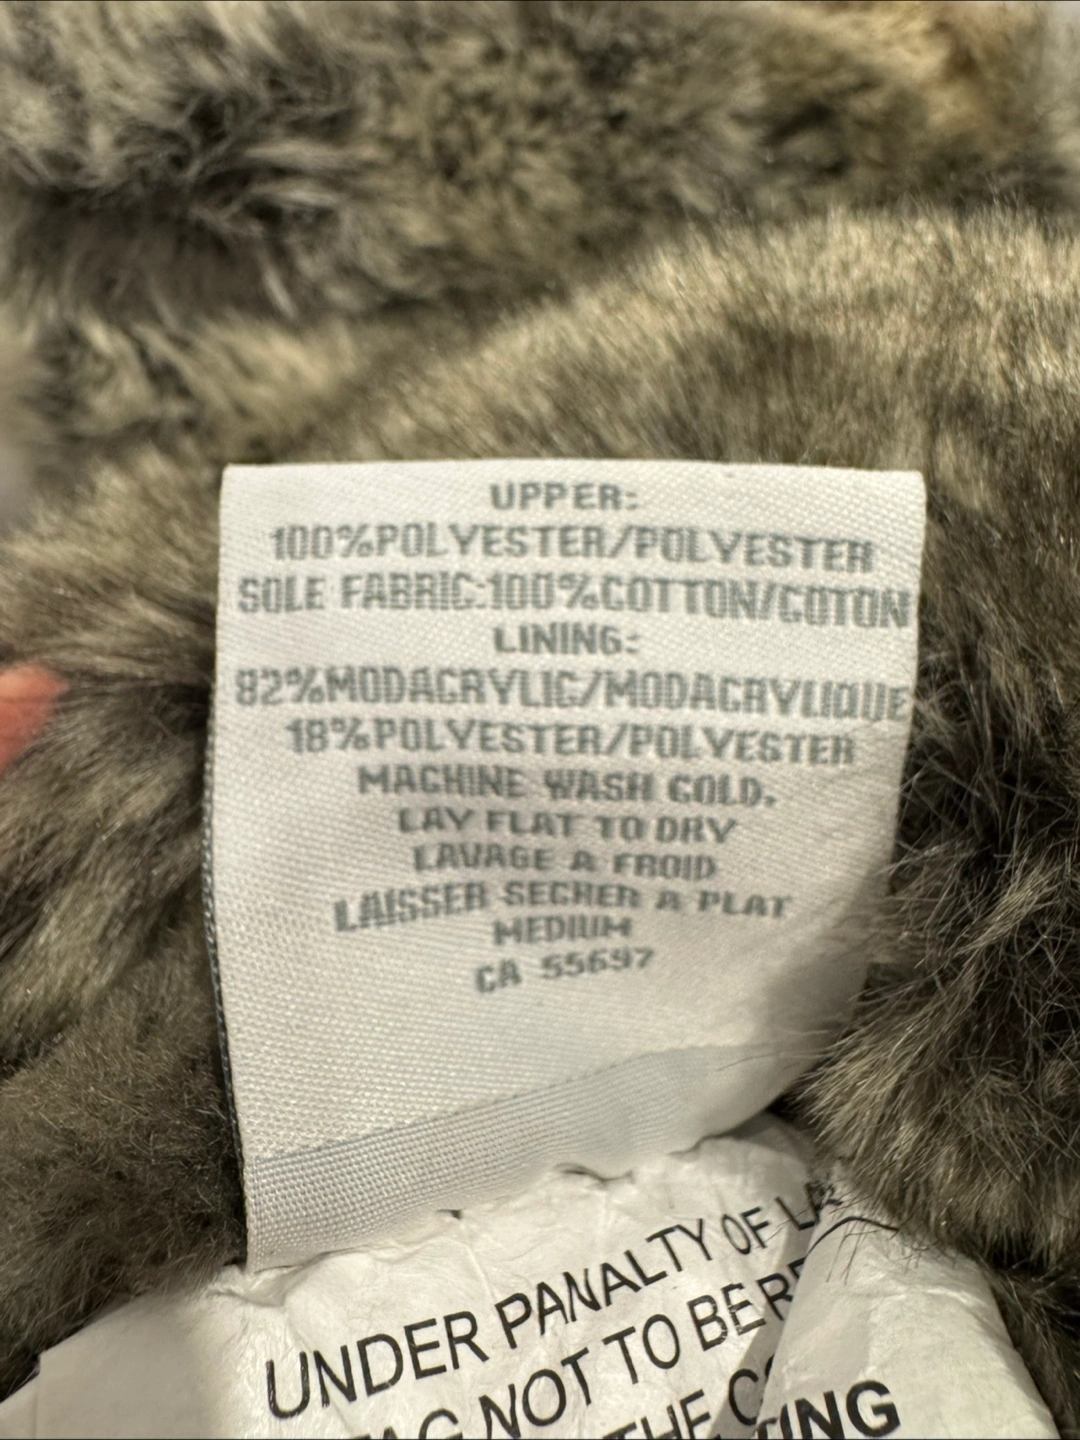 UPPER:
100%POLYESTER/POLYESTER
SOLE FABRIC:100%COTTON/COTON
LINING:
82%MODACRYLIC/MODACRYLIQUE
18%POLYESTER/POLYESTER
MACHINE WASH COLD,
LAY FLAT TO DRY
LAVAGE A FROID
LAISSER SECHER A PLAT
MEDIUM
CA 55697
UNDER PANALTY OF
NOT TO BE
THE